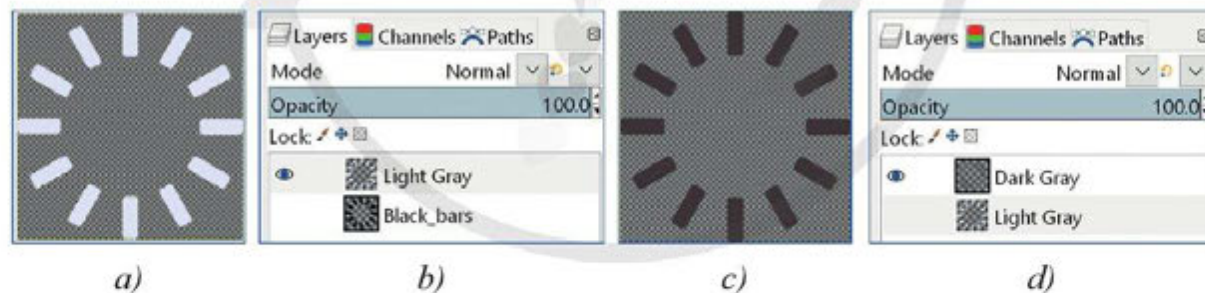 Layers Channels Paths
Mode Normal
Opacity 100.0
Lock:
Light Gray
Black_bars
Layers Channels Paths
Mode Normal
Opacity 100.0
Lock:
Dark Gray
Light Gray
a) b) c) d)